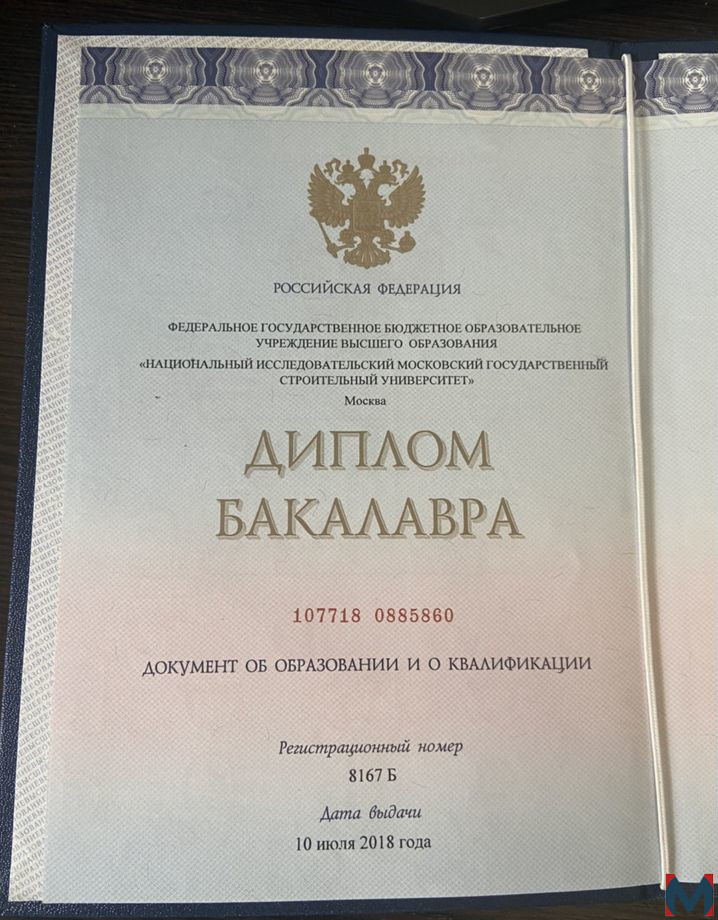 РОССИЙСКАЯ ФЕДЕРАЦИЯ
ФЕДЕРАЛЬНОЕ ГОСУДАРСТВЕННОЕ БЮДЖЕТНОЕ ОБРАЗОВАТЕЛЬНОЕ
УЧРЕЖДЕНИЕ ВЫСШЕГО ОБРАЗОВАНИЯ
«НАЦИОНАЛЬНЫЙ ИССЛЕДОВАТЕЛЬСКИЙ МОСКОВСКИЙ ГОСУДАРСТВЕННЫЙ
СТРОИТЕЛЬНЫЙ УНИВЕРСИТЕТ»
Москва
ДИПЛОМ
БАКАЛАВРА
107718 0885860
ДОКУМЕНТ ОБ ОБРАЗОВАНИИ И О КВАЛИФИКАЦИИ
Регистрационный номер
8167 Б
Дата выдачи
10 июля 2018 года
М